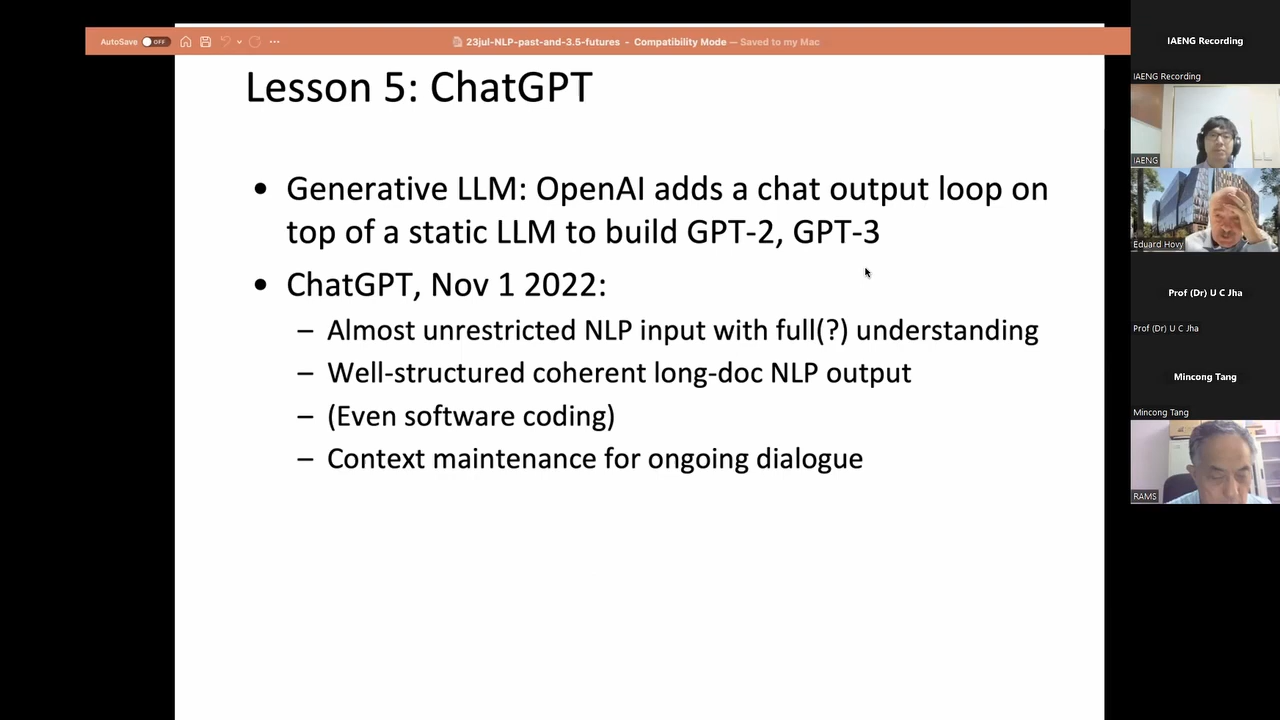 AutoSave OFF
23jul-NLP-past-and-3.5-futures - Compatibility Mode — Saved to my Mac
Lesson 5: ChatGPT
• Generative LLM: OpenAI adds a chat output loop on
top of a static LLM to build GPT-2, GPT-3
• ChatGPT, Nov 1 2022:
– Almost unrestricted NLP input with full(?) understanding
– Well-structured coherent long-doc NLP output
– (Even software coding)
– Context maintenance for ongoing dialogue
IAENG Recording
IAENG Recording
IAENG
Eduard Hovy
Prof (Dr) U C Jha
Prof (Dr) U C Jha
Mincong Tang
Mincong Tang
RAMS